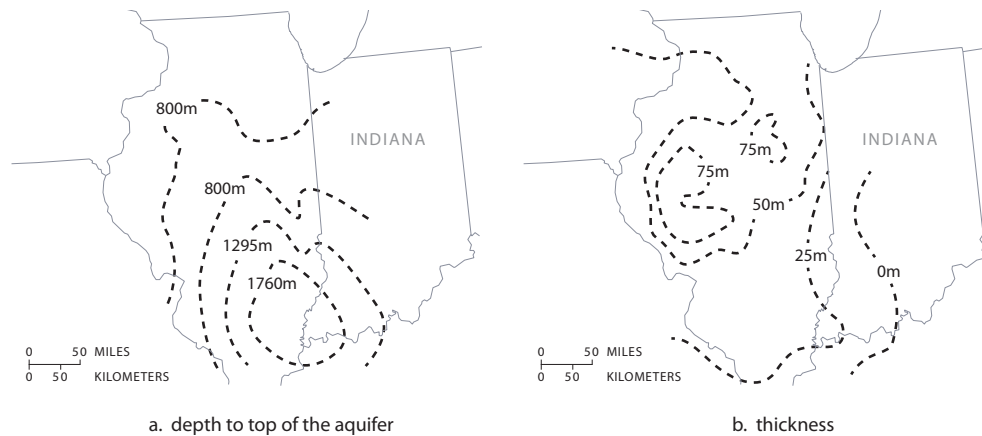 800m
INDIANA
800m
1295m
1760m
0 50 MILES
0 50 KILOMETERS
a. depth to top of the aquifer
INDIANA
75m
75m
50m
25m
0m
0 50 MILES
0 50 KILOMETERS
b. thickness